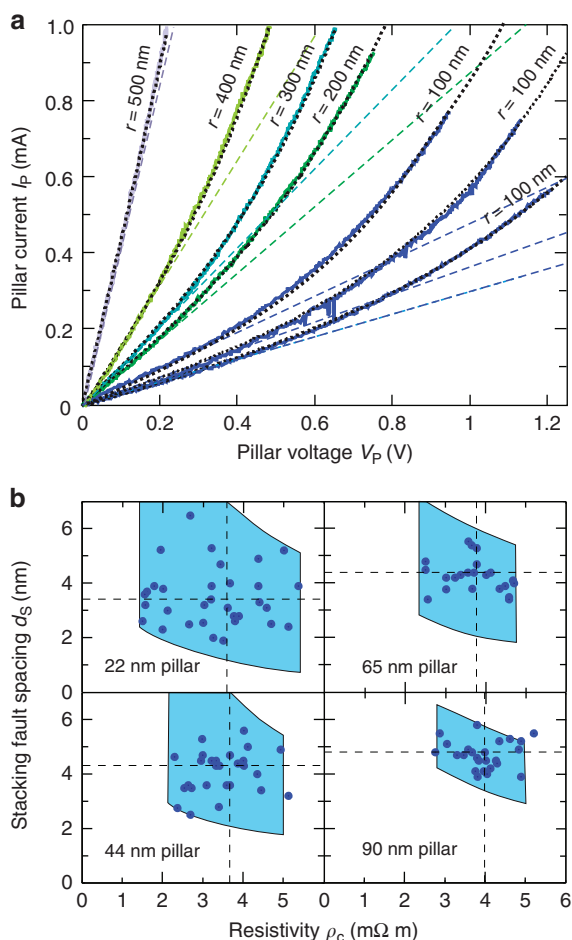 a
1.0
0.8
0.6
0.4
0.2
0
Pillar current I_P (mA)
r = 500 nm
r = 400 nm
r = 300 nm
r = 200 nm
r = 100 nm
r = 100 nm
r = 100 nm
0 0.2 0.4 0.6 0.8 1.0 1.2
Pillar voltage V_P (V)
b
6
4
2
0
6
4
2
0
Stacking fault spacing d_S (nm)
22 nm pillar
65 nm pillar
44 nm pillar
90 nm pillar
0 1 2 3 4 5 0 1 2 3 4 5 6
Resistivity ρ_c (mΩ m)